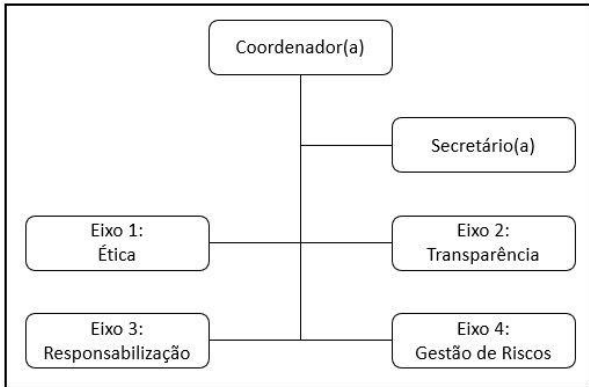 Coordenador(a)
Secretário(a)
Eixo 1:
Ética
Eixo 2:
Transparência
Eixo 3:
Responsabilização
Eixo 4:
Gestão de Riscos